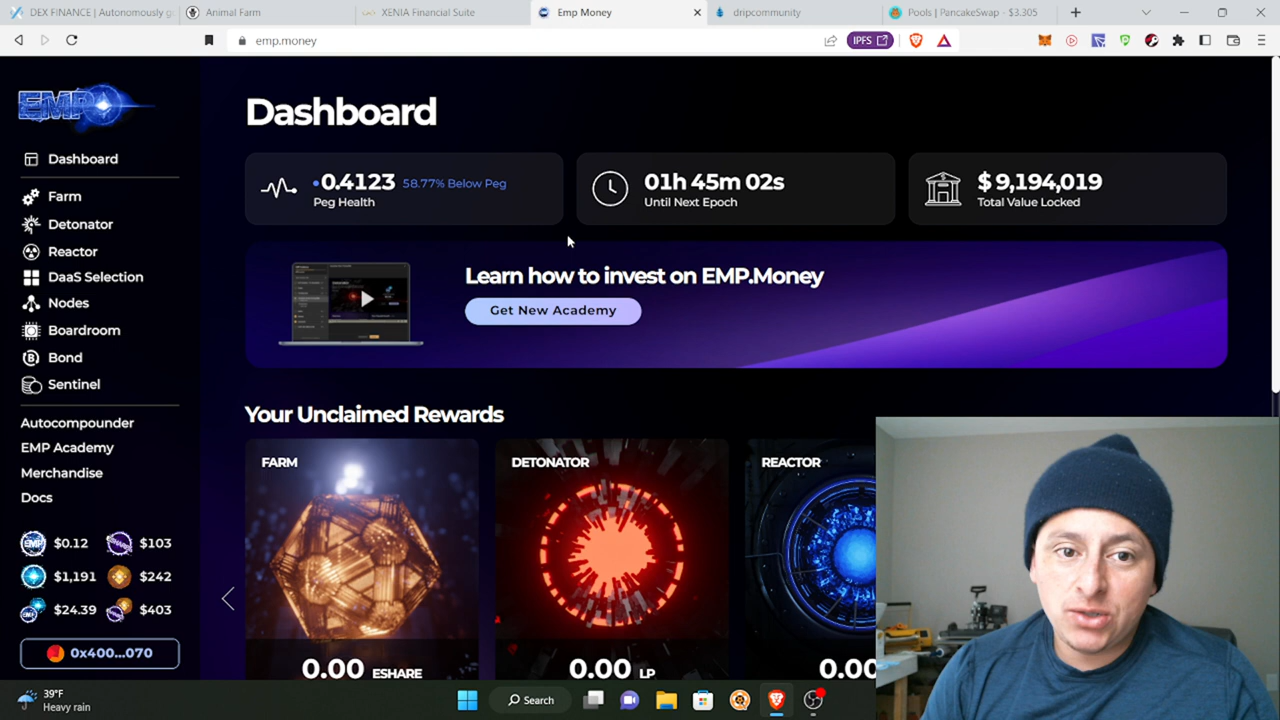 DEX FINANCE | Autonomously g
Animal Farm
XENIA Financial Suite
Emp Money
dripcommunity
Pools | PancakeSwap - $3.305
emp.money
IPFS
EMP
Dashboard
Farm
Detonator
Reactor
DaaS Selection
Nodes
Boardroom
Bond
Sentinel
Autocompounder
EMP Academy
Merchandise
Docs
$0.12 $103
$1,191 $242
$24.39 $403
0x400...070
Dashboard
0.4123 58.77% Below Peg
Peg Health
01h 45m 02s
Until Next Epoch
$ 9,194,019
Total Value Locked
Learn how to invest on EMP.Money
Get New Academy
Your Unclaimed Rewards
FARM
DETONATOR
REACTOR
0.00 ESHARE
0.00 LP
0.00
39°F
Heavy rain
Search